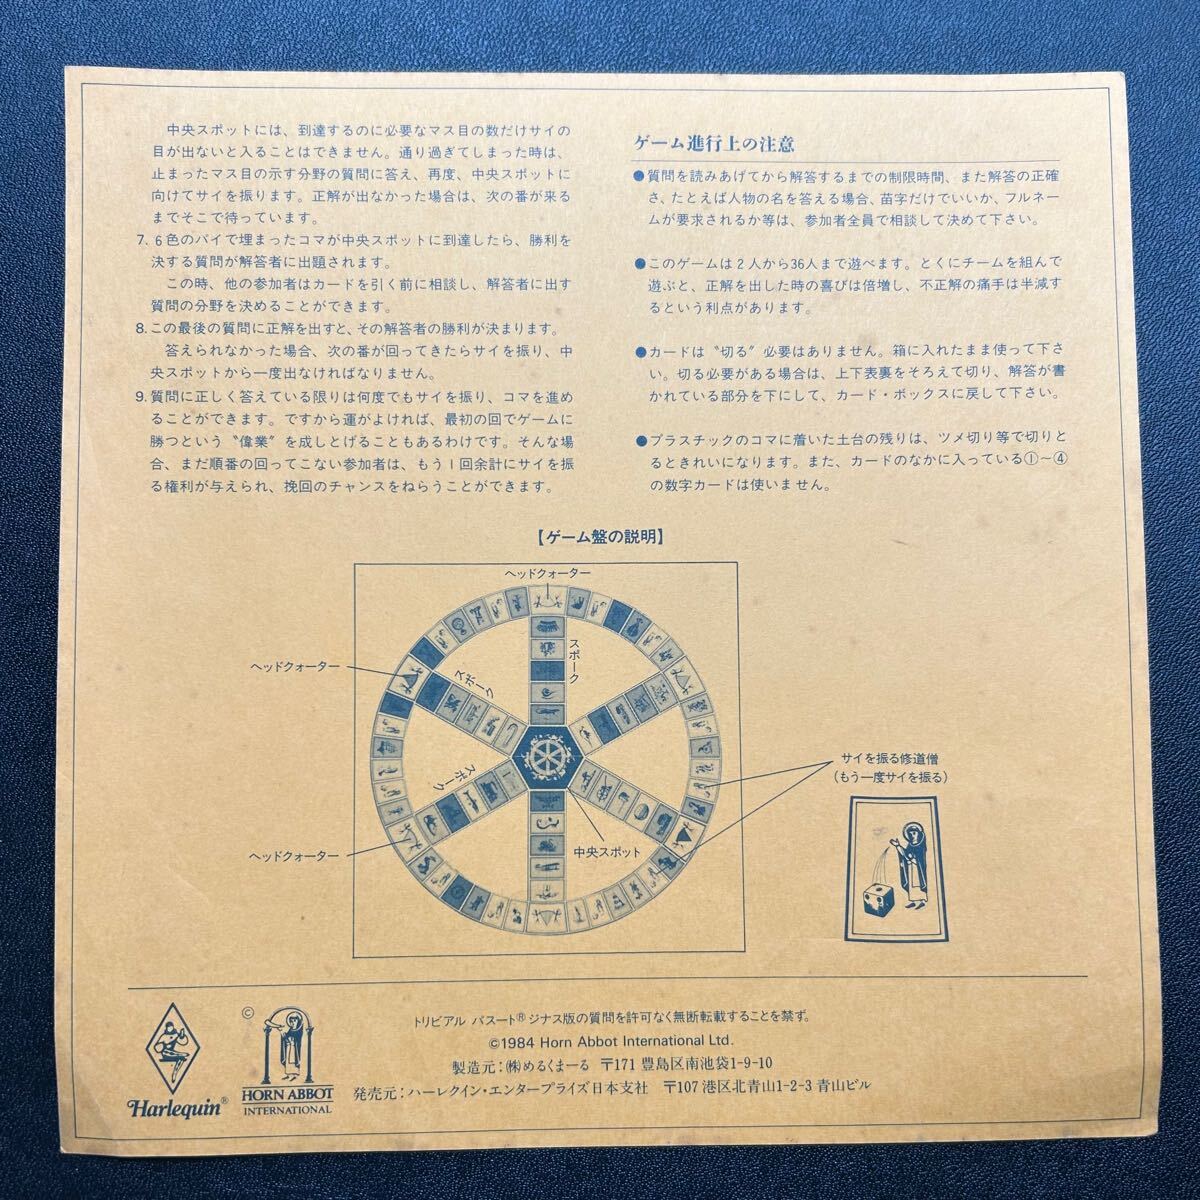 中央スポットには、到達するのに必要なマス目の数だけサイの
目が出ないと入ることはできません。通り過ぎてしまった時は、
止まったマス目の示す分野の質問に答え、再度、中央スポットに
向けてサイを振ります。正解が出なかった場合は、次の番が来る
までそこで待っています。
7. 6色のパイで埋まったコマが中央スポットに到達したら、勝利を
決する質問が解答者に出題されます。
この時、他の参加者はカードを引く前に相談し、解答者に出す
質問の分野を決めることができます。
8. この最後の質問に正解を出すと、その解答者の勝利が決まります。
答えられなかった場合、次の番が回ってきたらサイを振り、中
央スポットから一度出なければなりません。
9. 質問に正しく答えている限りは何度でもサイを振り、コマを進め
ることができます。ですから運がよければ、最初の回でゲームに
勝つという〝偉業〟を成しとげることもあるわけです。そんな場
合、まだ順番の回ってこない参加者は、もう1回余計にサイを振
る権利が与えられ、挽回のチャンスをねらうことができます。
ゲーム進行上の注意
●質問を読みあげてから解答するまでの制限時間、また解答の正確
さ、たとえば人物の名を答える場合、苗字だけでいいか、フルネー
ムが要求されるか等は、参加者全員で相談して決めて下さい。
●このゲームは2人から36人まで遊べます。とくにチームを組んで
遊ぶと、正解を出した時の喜びは倍増し、不正解の痛手は半減す
るという利点があります。
●カードは〝切る〟必要はありません。箱に入れたまま使って下さ
い。切る必要がある場合は、上下表裏をそろえて切り、解答が書
かれている部分を下にして、カード・ボックスに戻して下さい。
●プラスチックのコマに着いた土台の残りは、ツメ切り等で切りと
るときれいになります。また、カードのなかに入っている①〜④
の数字カードは使いません。
【ゲーム盤の説明】
ヘッドクォーター
スポーク
ヘッドクォーター
スポーク
スポーク
ヘッドクォーター
中央スポット
サイを振る修道僧
(もう一度サイを振る)
Harlequin®
©
HORN ABBOT
INTERNATIONAL
トリビアル パスート®ジナス版の質問を許可なく無断転載することを禁ず。
©1984 Horn Abbot International Ltd.
製造元：㈱めるくまーる 〒171 豊島区南池袋1-9-10
発売元：ハーレクイン・エンタープライズ日本支社 〒107 港区北青山1-2-3 青山ビル